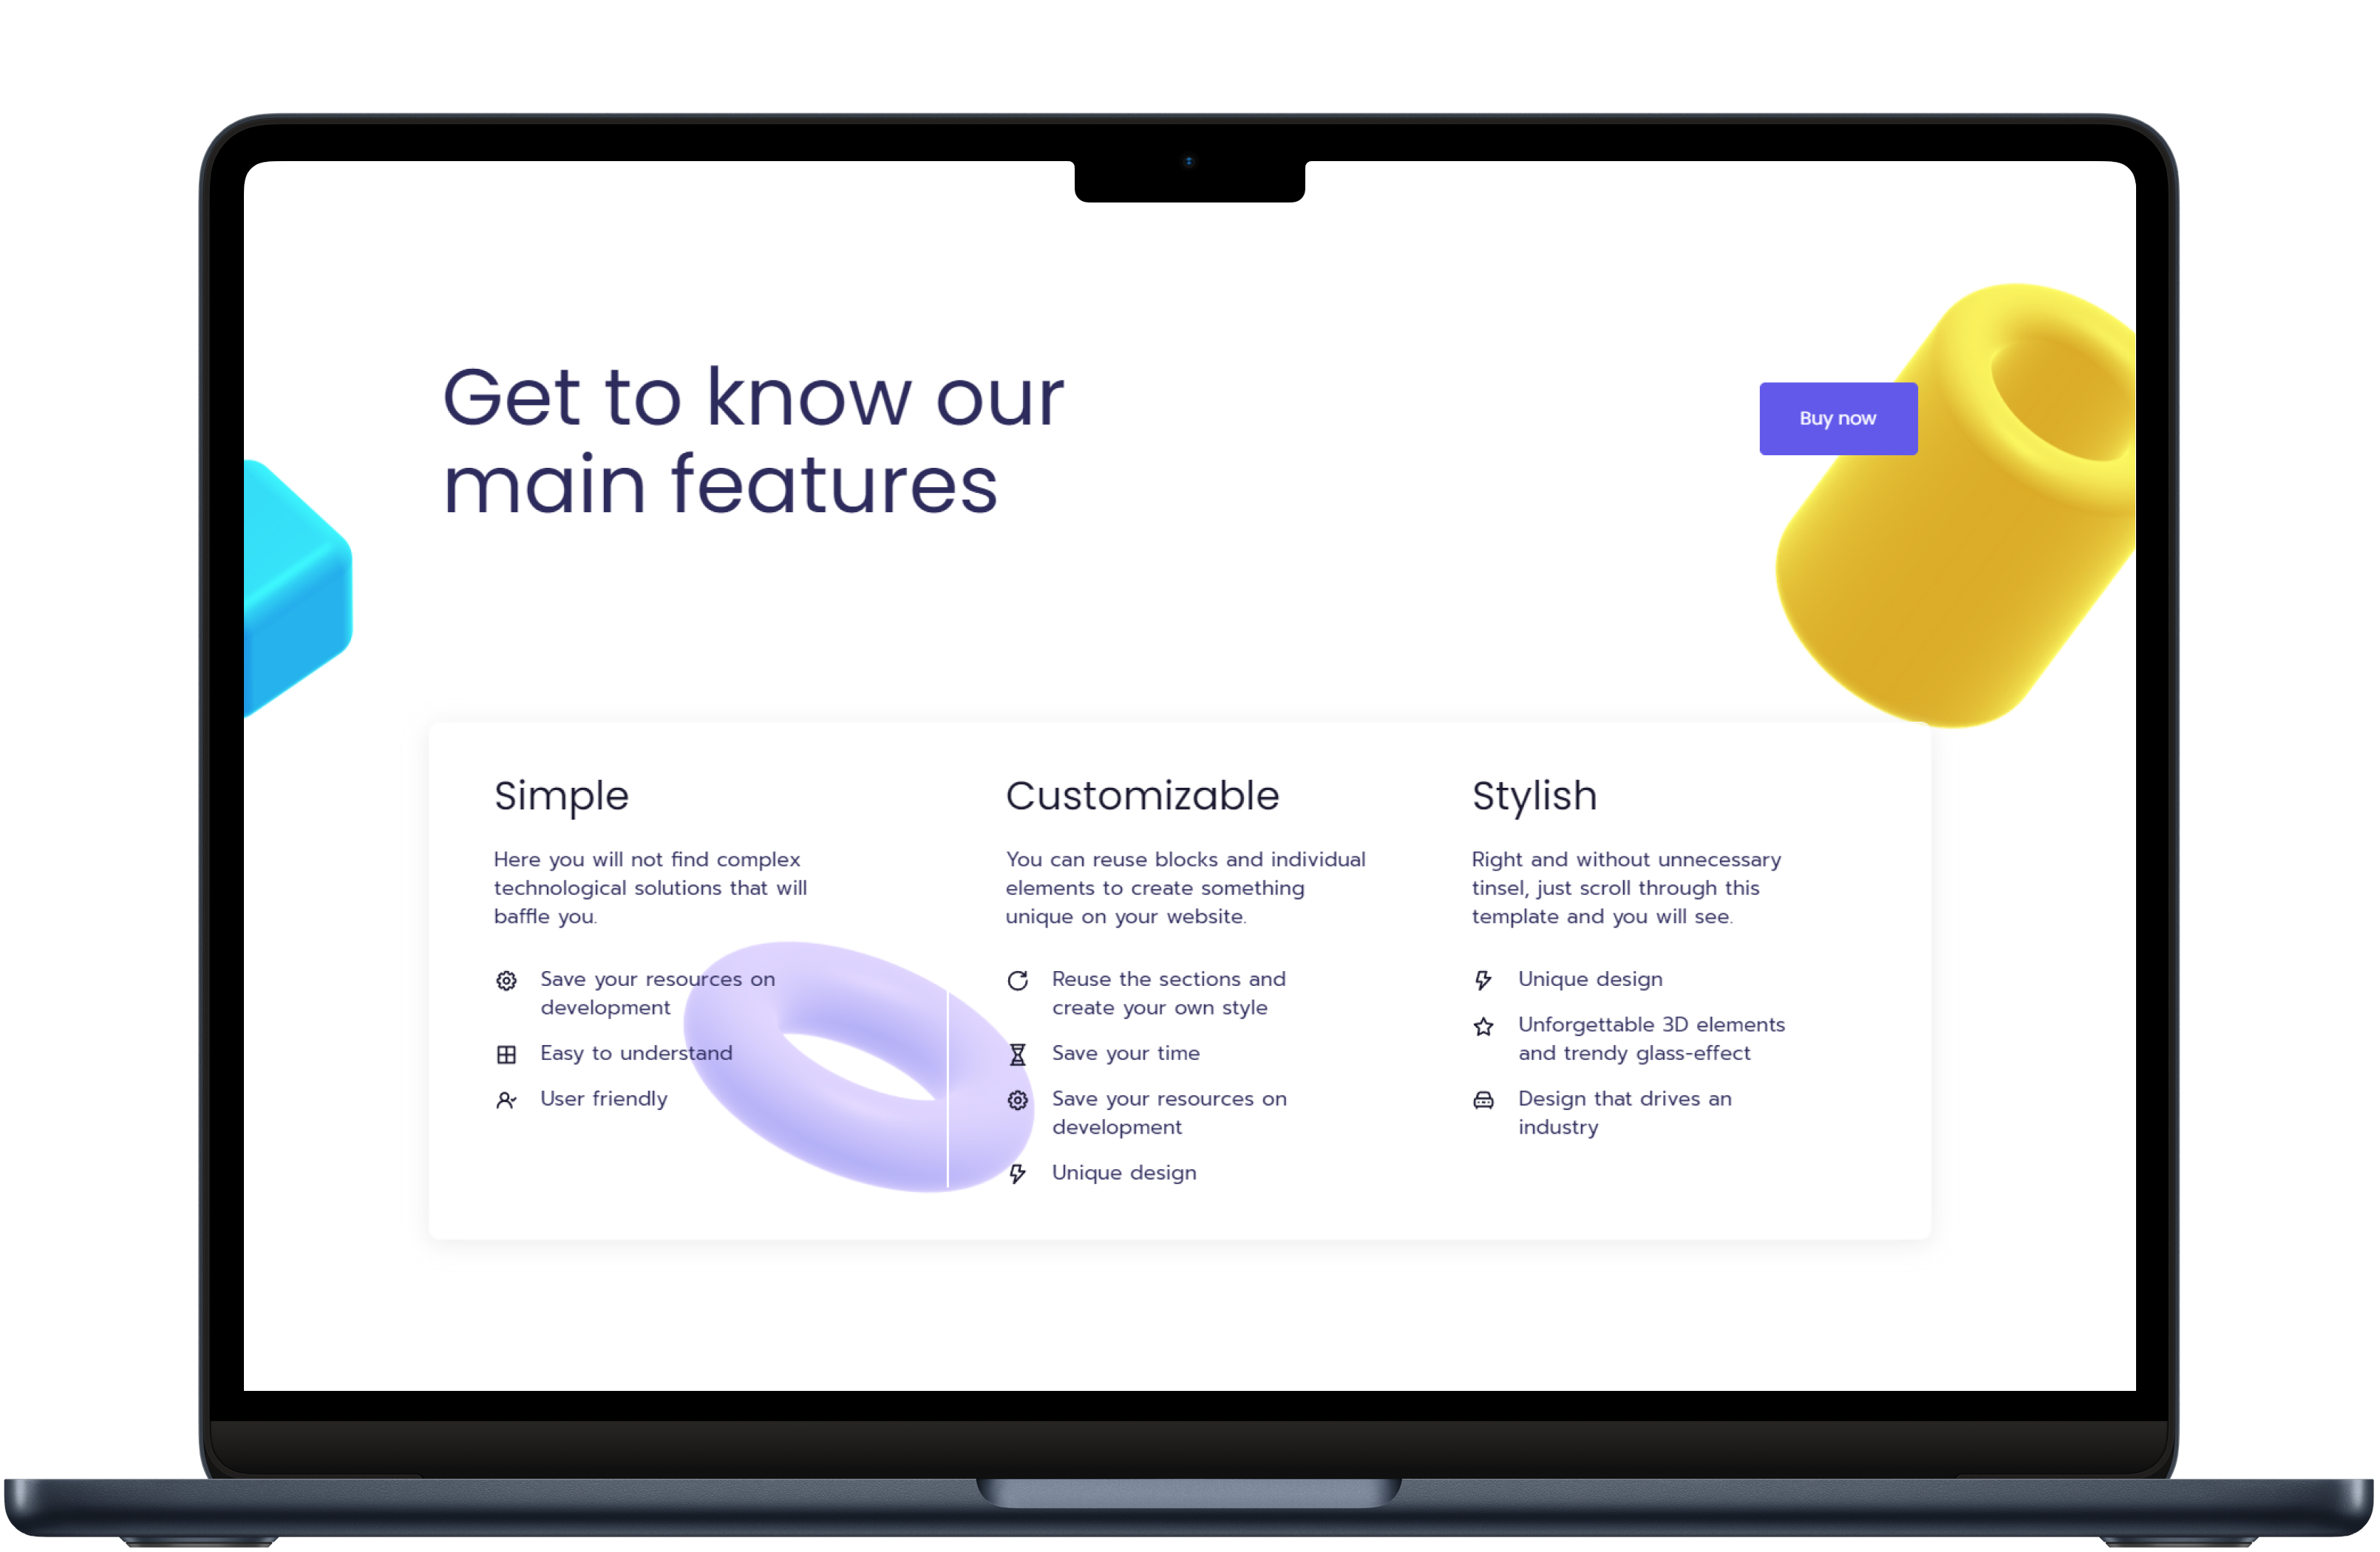 Get to know our
main features
Buy now
Simple
Here you will not find complex
technological solutions that will
baffle you.
Save your resources on
development
Easy to understand
User friendly
Customizable
You can reuse blocks and individual
elements to create something
unique on your website.
Reuse the sections and
create your own style
Save your time
Save your resources on
development
Unique design
Stylish
Right and without unnecessary
tinsel, just scroll through this
template and you will see.
Unique design
Unforgettable 3D elements
and trendy glass-effect
Design that drives an
industry